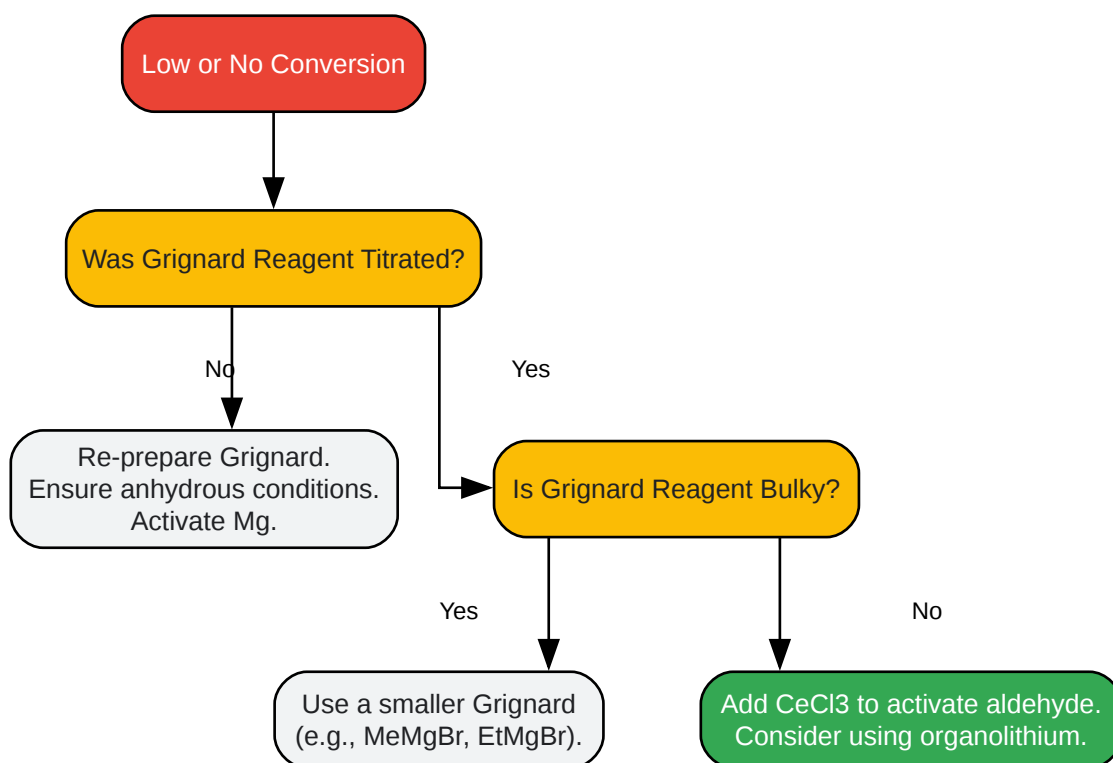 Low or No Conversion
Was Grignard Reagent Titrated?
No
Yes
Re-prepare Grignard.
Ensure anhydrous conditions.
Activate Mg.
Is Grignard Reagent Bulky?
Yes
No
Use a smaller Grignard
(e.g., MeMgBr, EtMgBr).
Add CeCl3 to activate aldehyde.
Consider using organolithium.